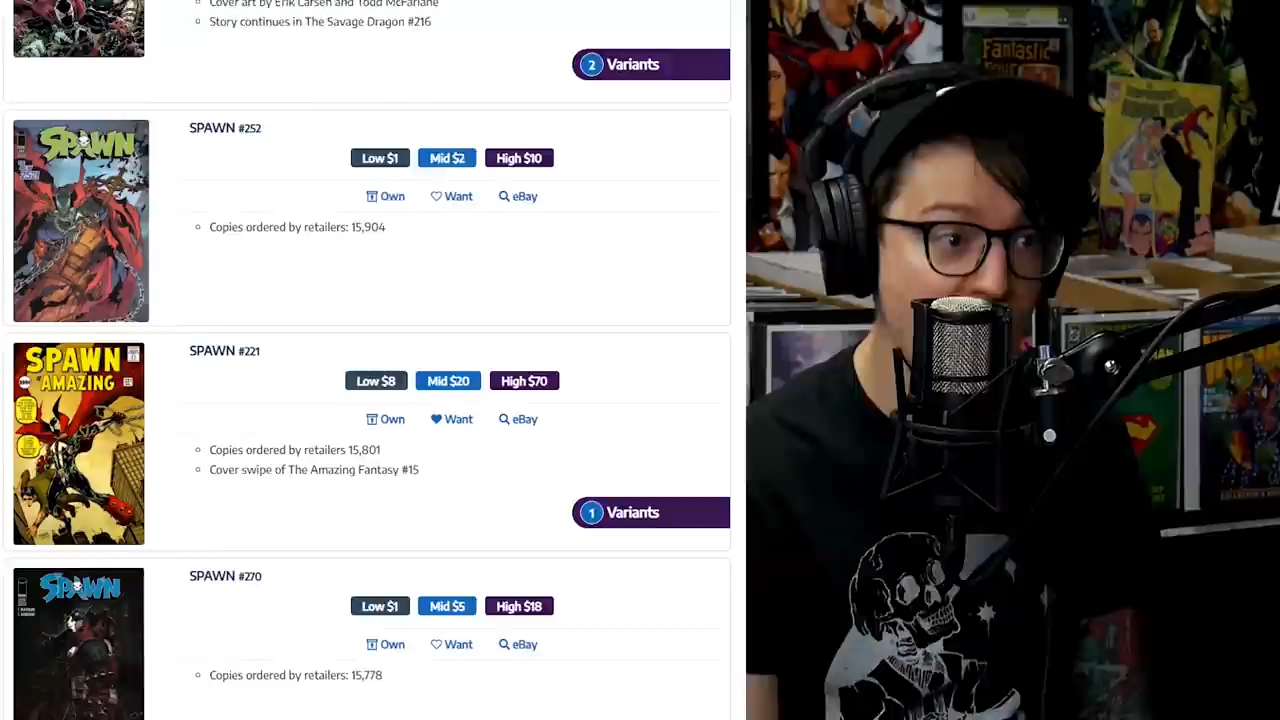 Cover art by Erik Larsen and Todd McFarlane
Story continues in The Savage Dragon #216
2 Variants
SPAWN #252
Low $1 Mid $2 High $10
Own Want eBay
Copies ordered by retailers: 15,904
SPAWN
SPAWN #221
Low $8 Mid $20 High $70
Own Want eBay
Copies ordered by retailers 15,801
Cover swipe of The Amazing Fantasy #15
1 Variants
SPAWN
AMAZING
SPAWN #270
Low $1 Mid $5 High $18
Own Want eBay
Copies ordered by retailers: 15,778
SPAWN
Fantastic